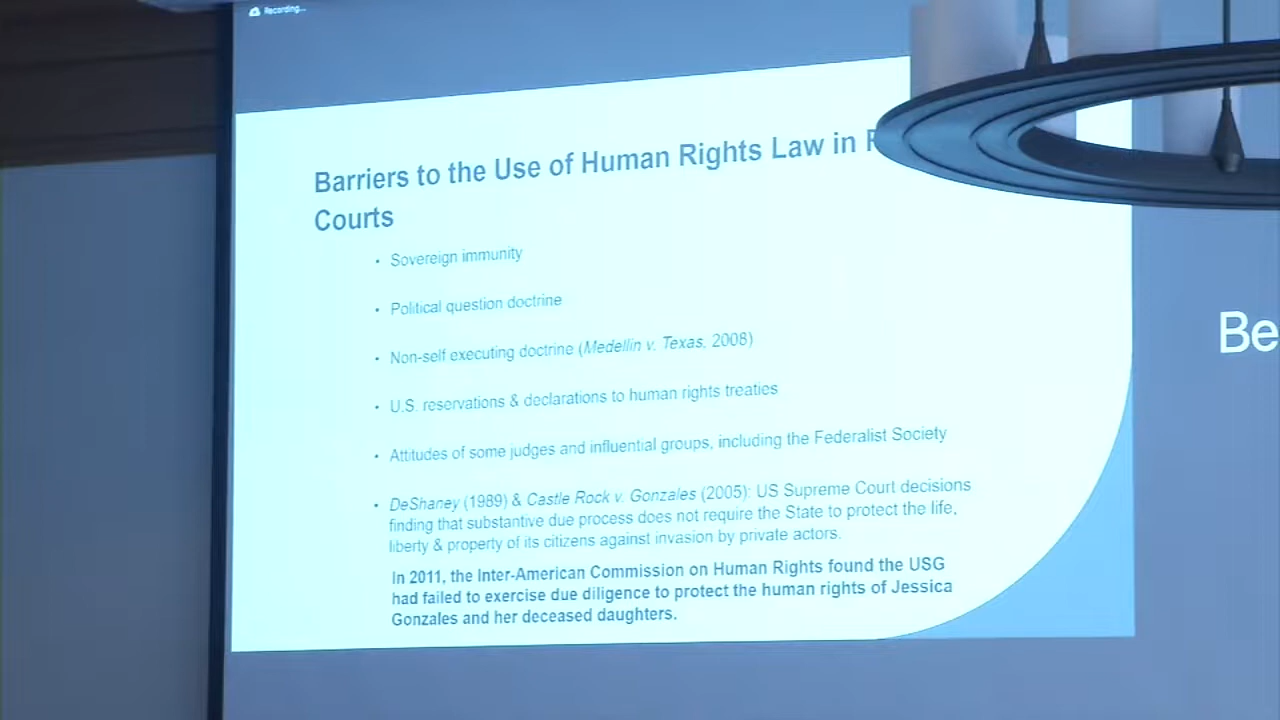 Recording...
Barriers to the Use of Human Rights Law in
Courts
• Sovereign immunity
• Political question doctrine
• Non-self executing doctrine (Medellin v. Texas, 2008)
• U.S. reservations & declarations to human rights treaties
• Attitudes of some judges and influential groups, including the Federalist Society
• DeShaney (1989) & Castle Rock v. Gonzales (2005): US Supreme Court decisions
finding that substantive due process does not require the State to protect the life,
liberty & property of its citizens against invasion by private actors.
In 2011, the Inter-American Commission on Human Rights found the USG
had failed to exercise due diligence to protect the human rights of Jessica
Gonzales and her deceased daughters.
Be